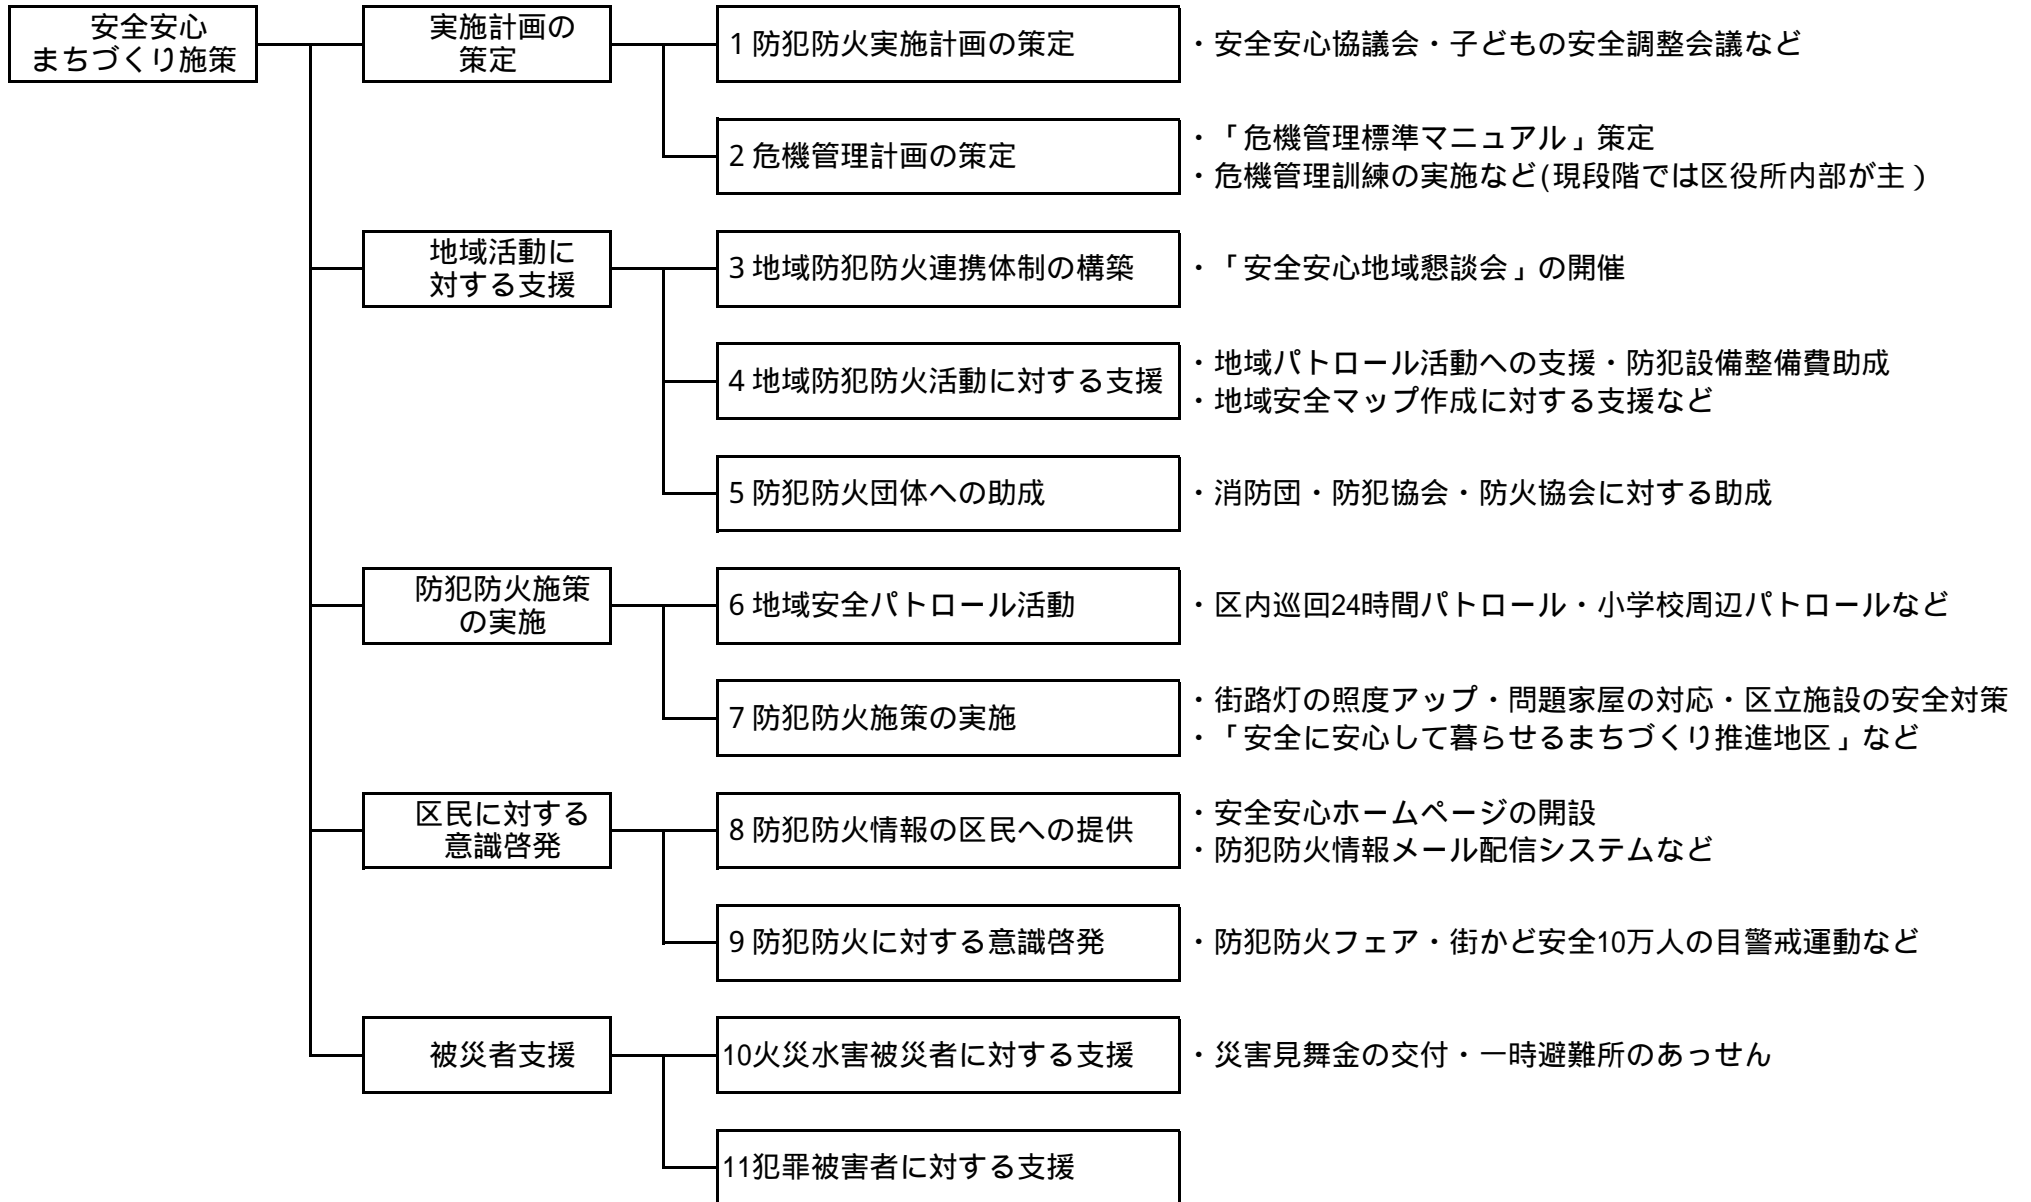 安全安心
まちづくり施策
実施計画の
策定
1 防犯防火実施計画の策定
・安全安心協議会・子どもの安全調整会議など
2 危機管理計画の策定
・「危機管理標準マニュアル」策定
・危機管理訓練の実施など(現段階では区役所内部が主）
地域活動に
対する支援
3 地域防犯防火連携体制の構築
・「安全安心地域懇談会」の開催
4 地域防犯防火活動に対する支援
・地域パトロール活動への支援・防犯設備整備費助成
・地域安全マップ作成に対する支援など
5 防犯防火団体への助成
・消防団・防犯協会・防火協会に対する助成
防犯防火施策
の実施
6 地域安全パトロール活動
・区内巡回24時間パトロール・小学校周辺パトロールなど
7 防犯防火施策の実施
・街路灯の照度アップ・問題家屋の対応・区立施設の安全対策
・「安全に安心して暮らせるまちづくり推進地区」など
区民に対する
意識啓発
8 防犯防火情報の区民への提供
・安全安心ホームページの開設
・防犯防火情報メール配信システムなど
9 防犯防火に対する意識啓発
・防犯防火フェア・街かど安全10万人の目警戒運動など
被災者支援
10火災水害被災者に対する支援
・災害見舞金の交付・一時避難所のあっせん
11犯罪被害者に対する支援